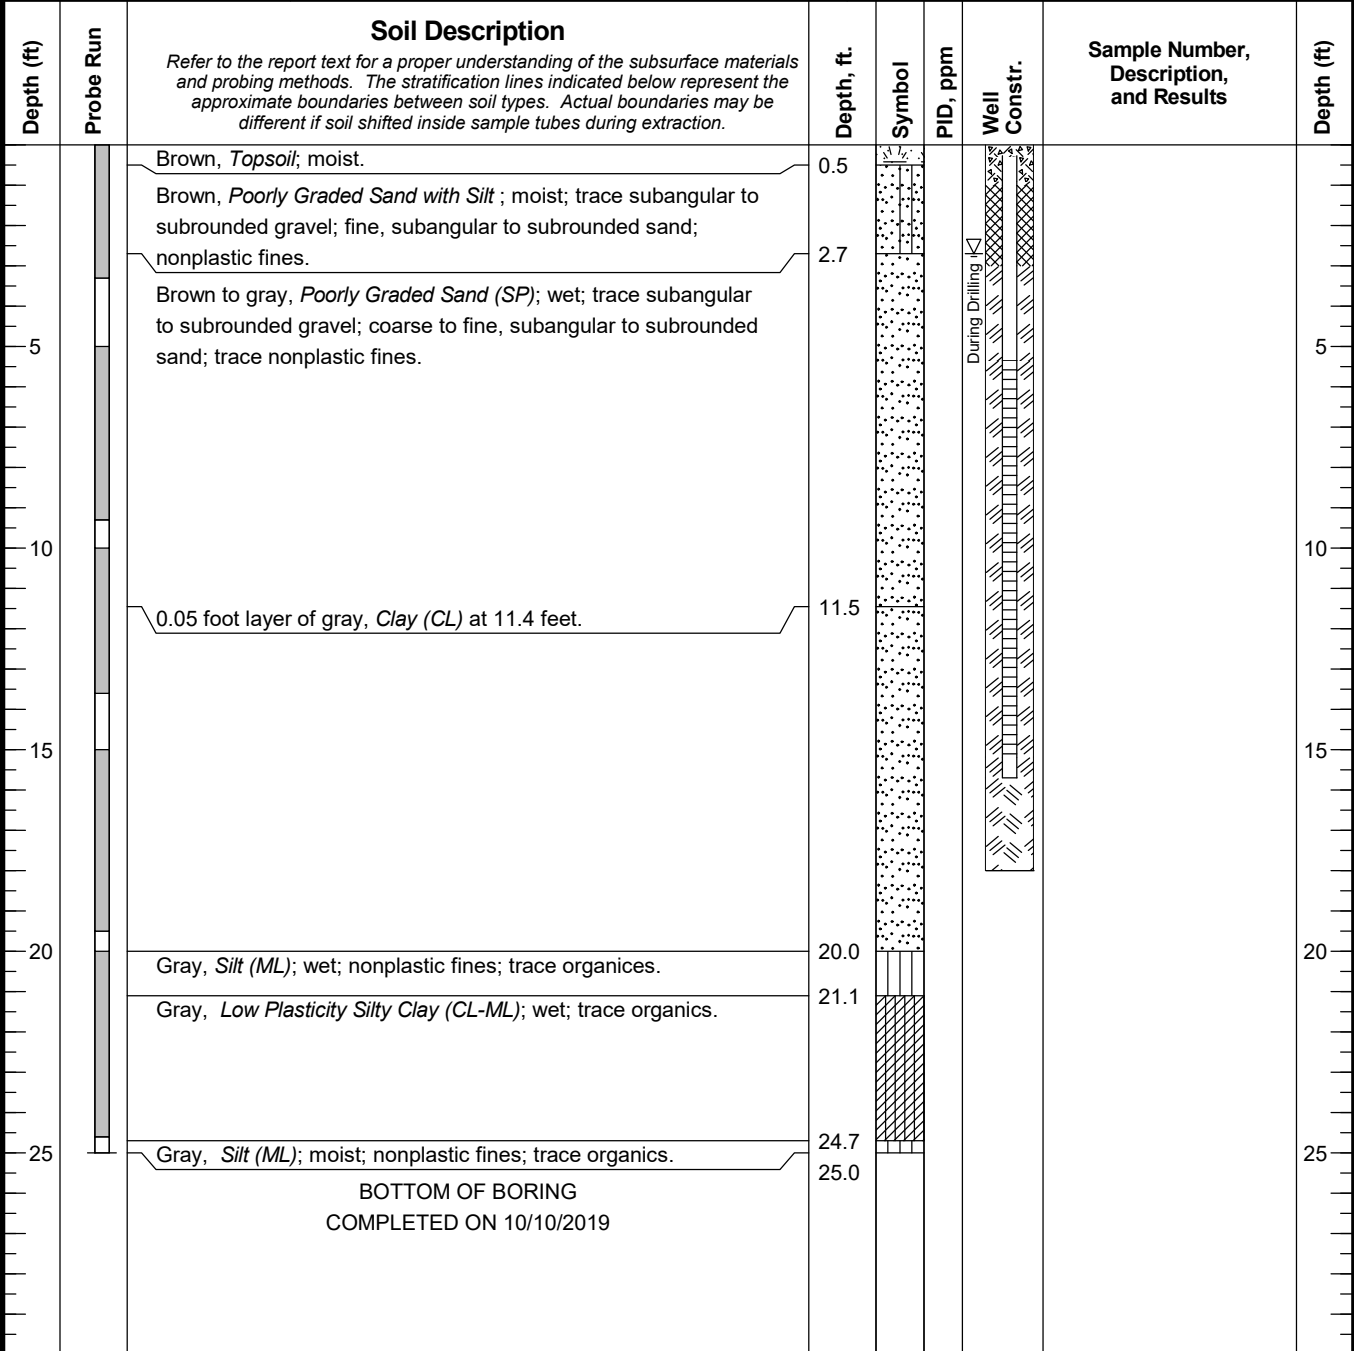 Depth (ft)
Probe Run
Soil Description
Refer to the report text for a proper understanding of the subsurface materials
and probing methods. The stratification lines indicated below represent the
approximate boundaries between soil types. Actual boundaries may be
different if soil shifted inside sample tubes during extraction.
Depth, ft.
Symbol
PID, ppm
Well
Constr.
Sample Number,
Description,
and Results
Depth (ft)
Brown, Topsoil; moist.
0.5
Brown, Poorly Graded Sand with Silt ; moist; trace subangular to
subrounded gravel; fine, subangular to subrounded sand;
nonplastic fines.
2.7
During Drilling
Brown to gray, Poorly Graded Sand (SP); wet; trace subangular
to subrounded gravel; coarse to fine, subangular to subrounded
sand; trace nonplastic fines.
5
5
10
10
0.05 foot layer of gray, Clay (CL) at 11.4 feet.
11.5
15
15
20
20.0
20
Gray, Silt (ML); wet; nonplastic fines; trace organices.
21.1
Gray, Low Plasticity Silty Clay (CL-ML); wet; trace organics.
24.7
25
Gray, Silt (ML); moist; nonplastic fines; trace organics.
25
25.0
BOTTOM OF BORING
COMPLETED ON 10/10/2019